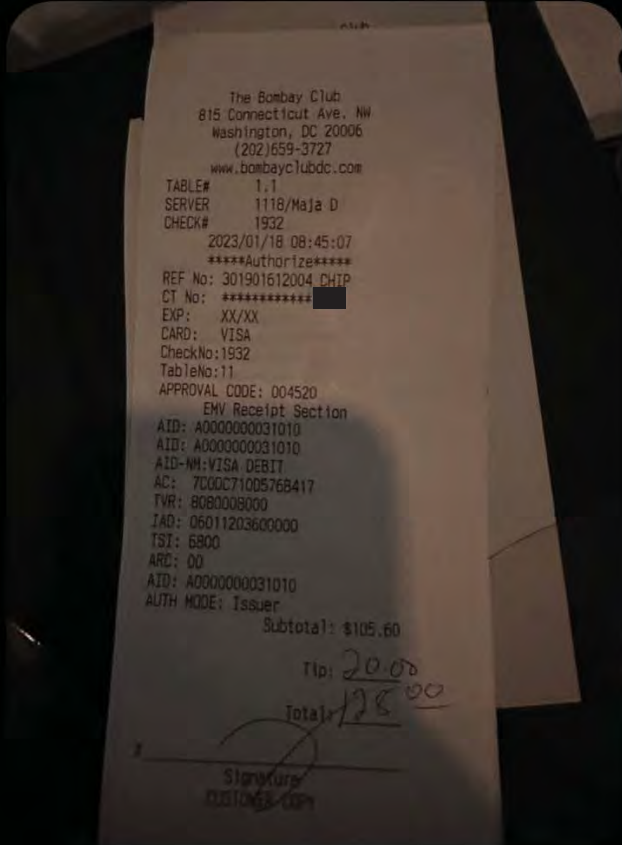 The Bombay Club
815 Connecticut Ave. NW
Washington, DC 20006
(202)659-3727
www.bombayclubdc.com
TABLE# 1.1
SERVER 1118/Maja D
CHECK# 1932
2023/01/18 08:45:07
*****Authorize*****
REF No: 301901612004 CHIP
CT No: ************
EXP: XX/XX
CARD: VISA
CheckNo:1932
TableNo:11
APPROVAL CODE: 004520
EMV Receipt Section
AID: A0000000031010
AID: A0000000031010
AID-NM:VISA DEBIT
AC: 7C00C71005768417
TVR: 8080008000
IAD: 06011203600000
TSI: 6800
ARC: 00
AID: A0000000031010
AUTH MODE: Issuer
Subtotal: $105.60
Tip: 20.00
Total: 128 00
Signature
CUSTOMER COPY